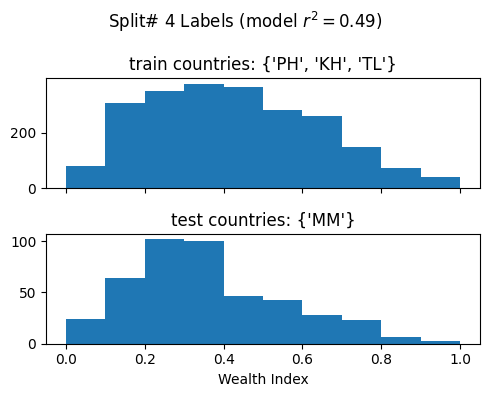 Split# 4 Labels (model r² = 0.49)
train countries: {'PH', 'KH', 'TL'}
200
0
test countries: {'MM'}
100
50
0
0.0 0.2 0.4 0.6 0.8 1.0
Wealth Index